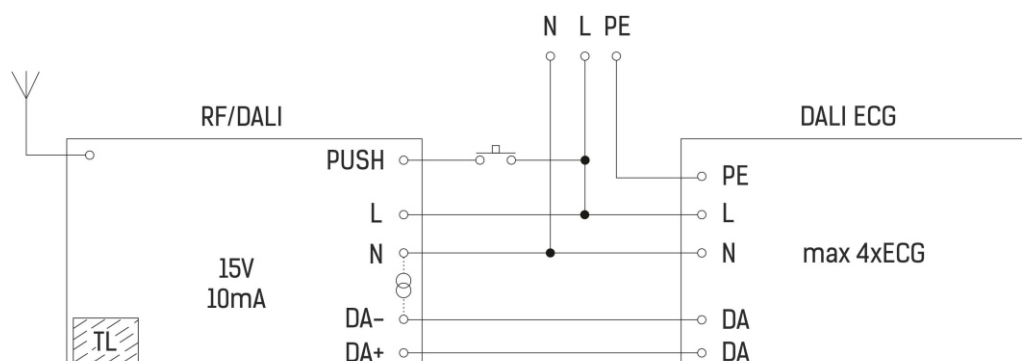 N L PE
RF/DALI
DALI ECG
PUSH
PE
L
L
N
N
max 4xECG
15V
10mA
DA-
DA
TL
DA+
DA